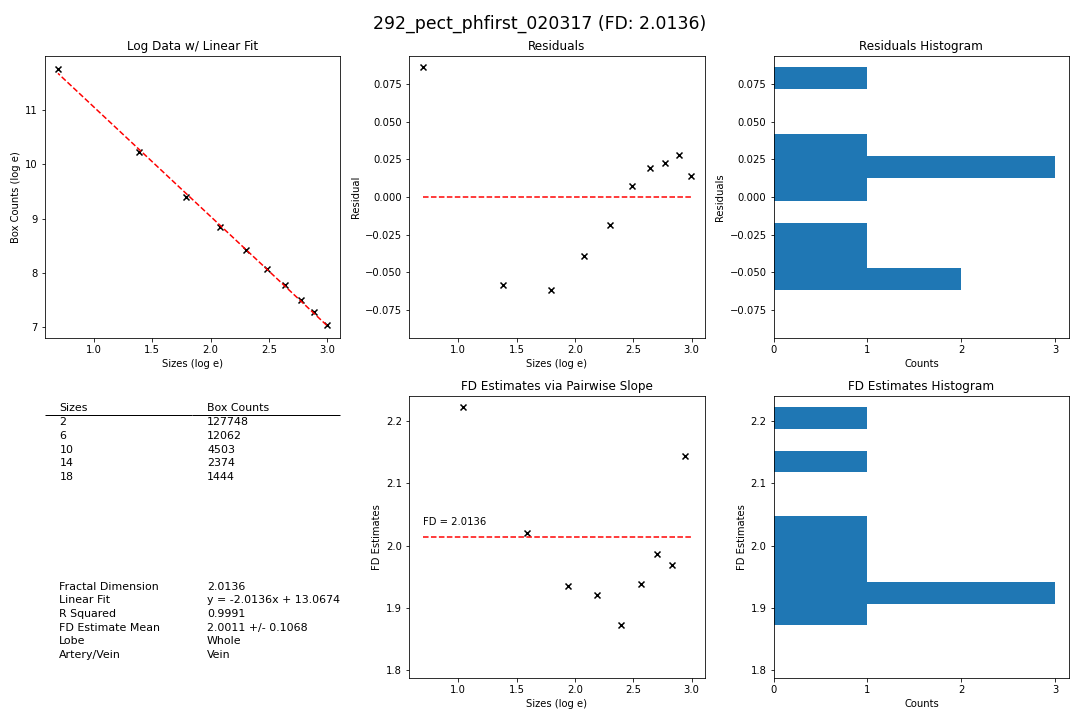 292_pect_phfirst_020317 (FD: 2.0136)
Log Data w/ Linear Fit
Box Counts (log e)
11
10
9
8
7
1.0 1.5 2.0 2.5 3.0
Sizes (log e)
Residuals
Residual
0.075
0.050
0.025
0.000
−0.025
−0.050
−0.075
1.0 1.5 2.0 2.5 3.0
Sizes (log e)
Residuals Histogram
Residuals
0.075
0.050
0.025
0.000
−0.025
−0.050
−0.075
0 1 2 3
Counts
Sizes Box Counts
2 127748
6 12062
10 4503
14 2374
18 1444
Fractal Dimension 2.0136
Linear Fit y = -2.0136x + 13.0674
R Squared 0.9991
FD Estimate Mean 2.0011 +/- 0.1068
Lobe Whole
Artery/Vein Vein
FD Estimates via Pairwise Slope
FD Estimates
2.2
2.1
2.0
1.9
1.8
FD = 2.0136
1.0 1.5 2.0 2.5 3.0
Sizes (log e)
FD Estimates Histogram
FD Estimates
2.2
2.1
2.0
1.9
1.8
0 1 2 3
Counts